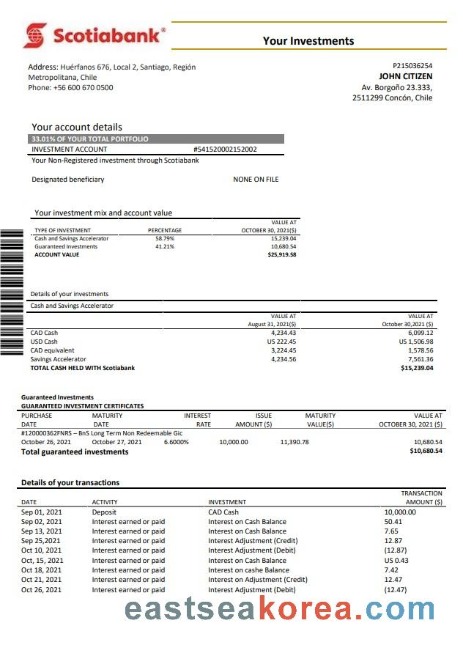 Scotiabank®
Your Investments
Address: Huérfanos 676, Local 2, Santiago, Región
Metropolitana, Chile
Phone: +56 600 670 0500
P215036254
JOHN CITIZEN
Av. Borgoño 23.333,
2511299 Concón, Chile
Your account details
33.01% OF YOUR TOTAL PORTFOLIO
INVESTMENT ACCOUNT #541520002152002
Your Non-Registered investment through Scotiabank
Designated beneficiary NONE ON FILE
Your investment mix and account value
VALUE AT
TYPE OF INVESTMENT PERCENTAGE OCTOBER 30, 2021($)
Cash and Savings Accelerator 58.79% 15,239.04
Guaranteed Investments 41.21% 10,680.54
ACCOUNT VALUE $25,919.58
Details of your investments
Cash and Savings Accelerator
VALUE AT VALUE AT
August 31, 2021($) October 30,2021 ($)
CAD Cash 4,234.43 6,099.12
USD Cash US 222.45 US 1,506.98
CAD equivalent 3,224.45 1,578.56
Savings Accelerator 4,234.56 7,561.36
TOTAL CASH HELD WITH Scotiabank $15,239.04
Guaranteed Investments
GUARANTEED INVESTMENT CERTIFICATES
PURCHASE MATURITY INTEREST ISSUE MATURITY VALUE AT
DATE DATE RATE AMOUNT ($) VALUE($) OCTOBER 30, 2021 ($)
#120000362FNRS – BnS Long Term Non Redeemable Gic
October 26, 2021 October 27, 2021 6.6000% 10,000.00 11,390.78 10,680.54
Total guaranteed investments $10,680.54
Details of your transactions
TRANSACTION
DATE ACTIVITY INVESTMENT AMOUNT ($)
Sep 01, 2021 Deposit CAD Cash 10,000.00
Sep 02, 2021 Interest earned or paid Interest on Cash Balance 50.41
Sep 13, 2021 Interest earned or paid Interest on Cash Balance 7.65
Sep 25,2021 Interest earned or paid Interest Adjustment (Credit) 12.87
Oct 10, 2021 Interest earned or paid Interest Adjustment (Debit) (12.87)
Oct, 15, 2021 Interest earned or paid Interest on Cash Balance US 0.43
Oct 18, 2021 Interest earned or paid Interest on cashe Balance 7.42
Oct 21, 2021 Interest earned or paid Interest on Adjustment (Credit) 12.47
Oct 26, 2021 Interest earned or paid Interest Adjustment (Debit) (12.47)
eastseakorea.com